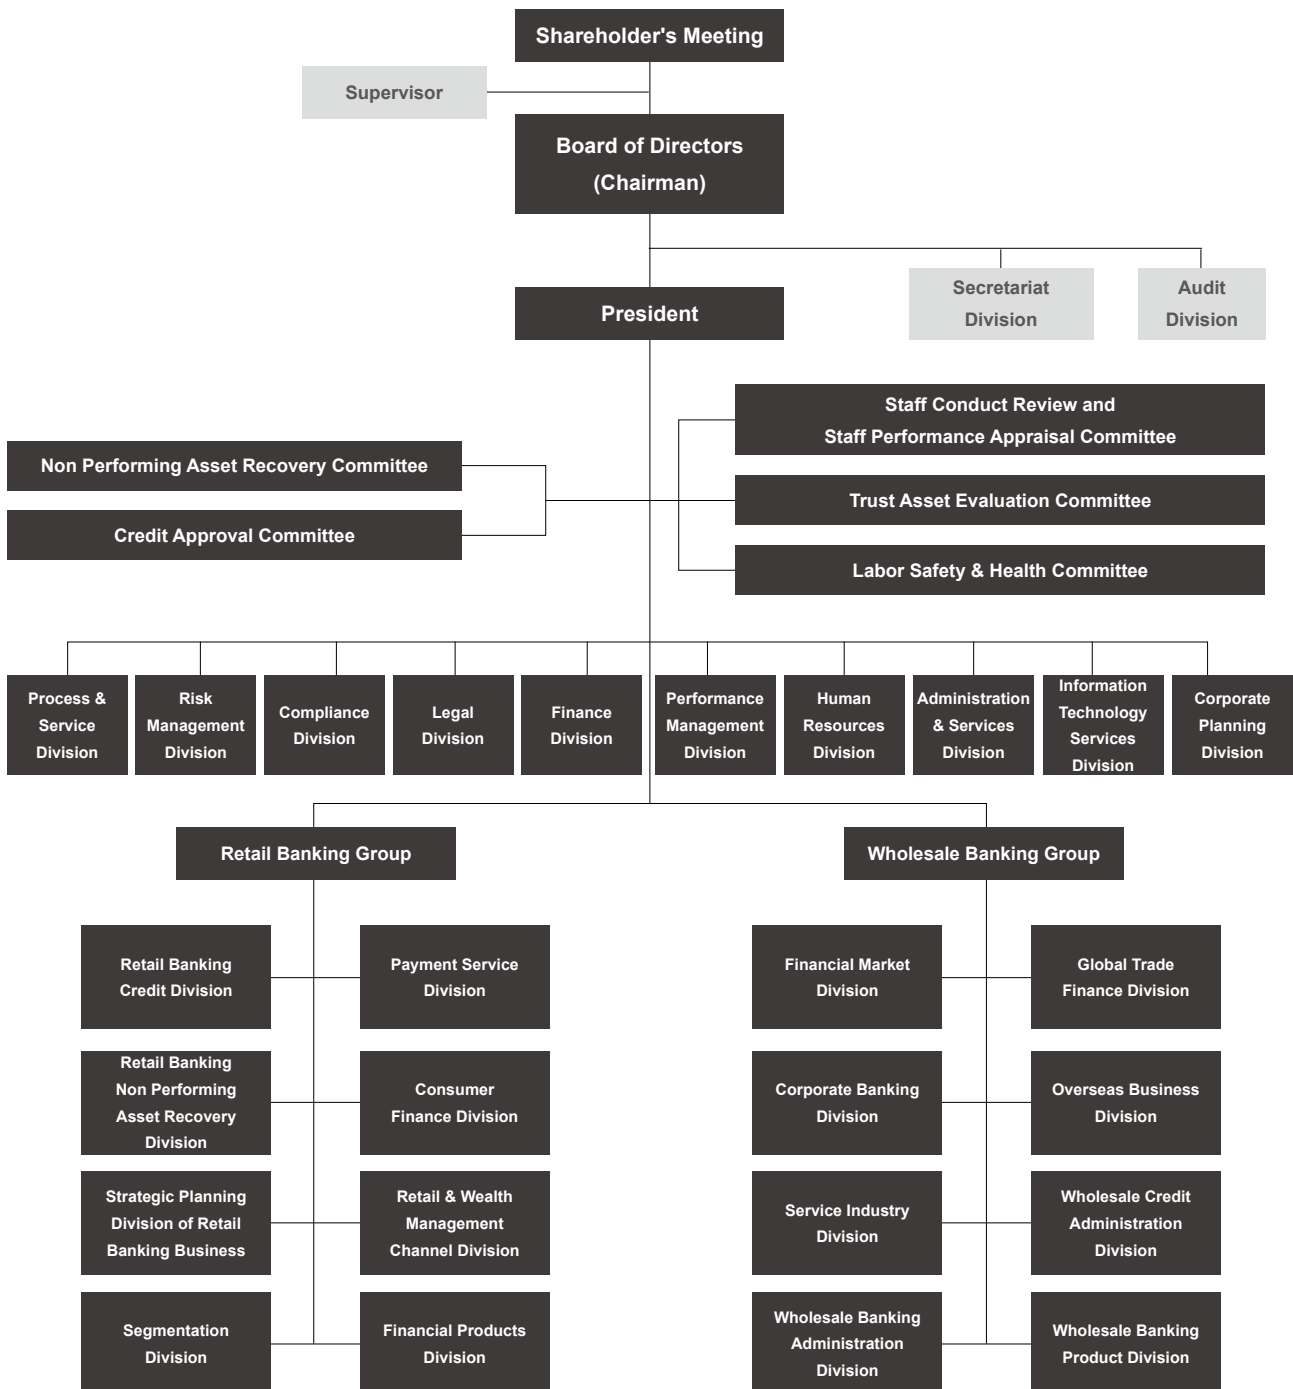 Shareholder's Meeting
Supervisor
Board of Directors
(Chairman)
Secretariat
Division
Audit
Division
President
Staff Conduct Review and
Staff Performance Appraisal Committee
Non Performing Asset Recovery Committee
Trust Asset Evaluation Committee
Credit Approval Committee
Labor Safety & Health Committee
Process &
Service
Division
Risk
Management
Division
Compliance
Division
Legal
Division
Finance
Division
Performance
Management
Division
Human
Resources
Division
Administration
& Services
Division
Information
Technology
Services
Division
Corporate
Planning
Division
Retail Banking Group
Wholesale Banking Group
Retail Banking
Credit Division
Payment Service
Division
Financial Market
Division
Global Trade
Finance Division
Retail Banking
Non Performing
Asset Recovery
Division
Consumer
Finance Division
Corporate Banking
Division
Overseas Business
Division
Strategic Planning
Division of Retail
Banking Business
Retail & Wealth
Management
Channel Division
Service Industry
Division
Wholesale Credit
Administration
Division
Segmentation
Division
Financial Products
Division
Wholesale Banking
Administration
Division
Wholesale Banking
Product Division